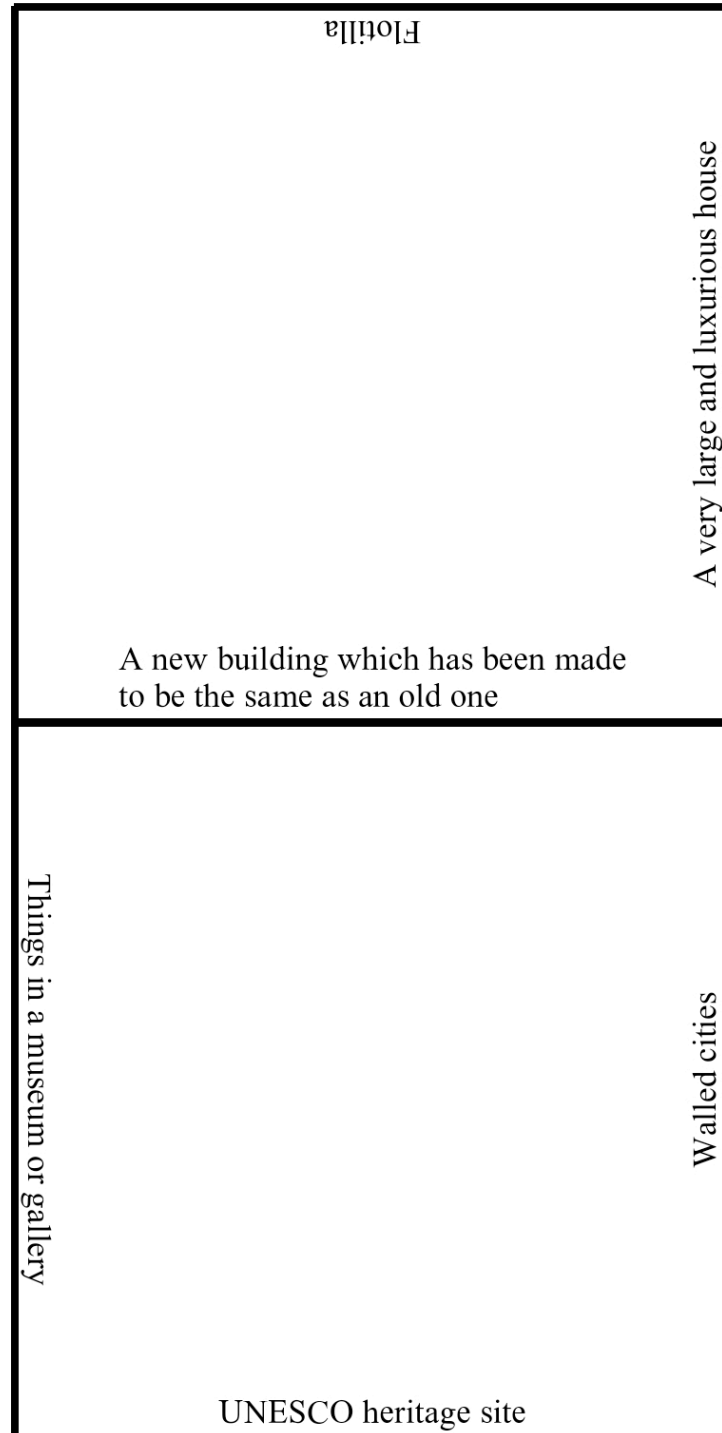 Flotilla
A very large and luxurious house
A new building which has been made
to be the same as an old one
Things in a museum or gallery
Walled cities
UNESCO heritage site